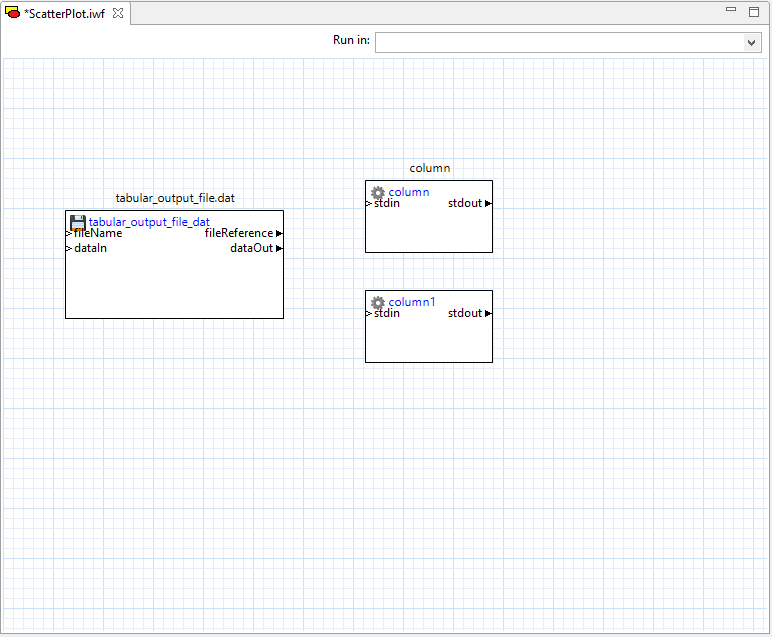 *ScatterPlot.iwf
Run in:
column
tabular_output_file.dat
column
stdin stdout
tabular_output_file_dat
fileName fileReference
dataIn dataOut
column1
stdin stdout